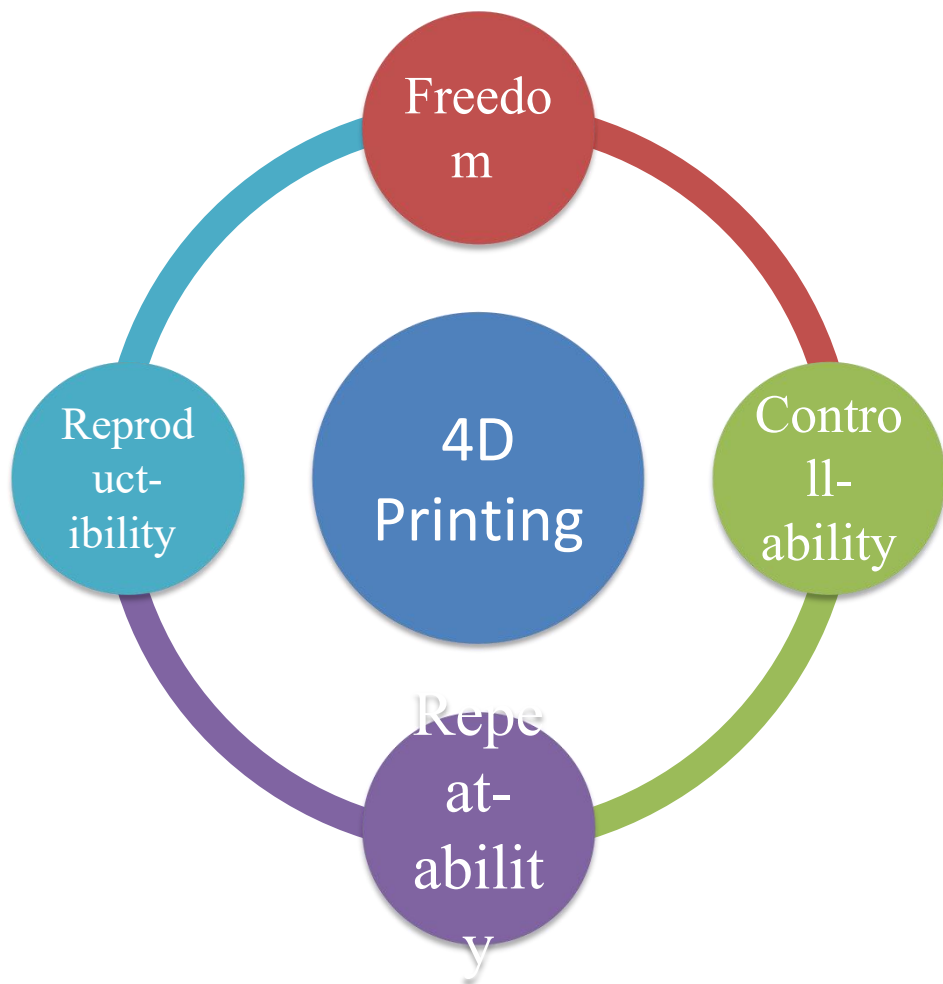 Freedo
m
4D
Printing
Contro
ll-
ability
Repe
at-
abilit
y
Reprod
uct-
ibility